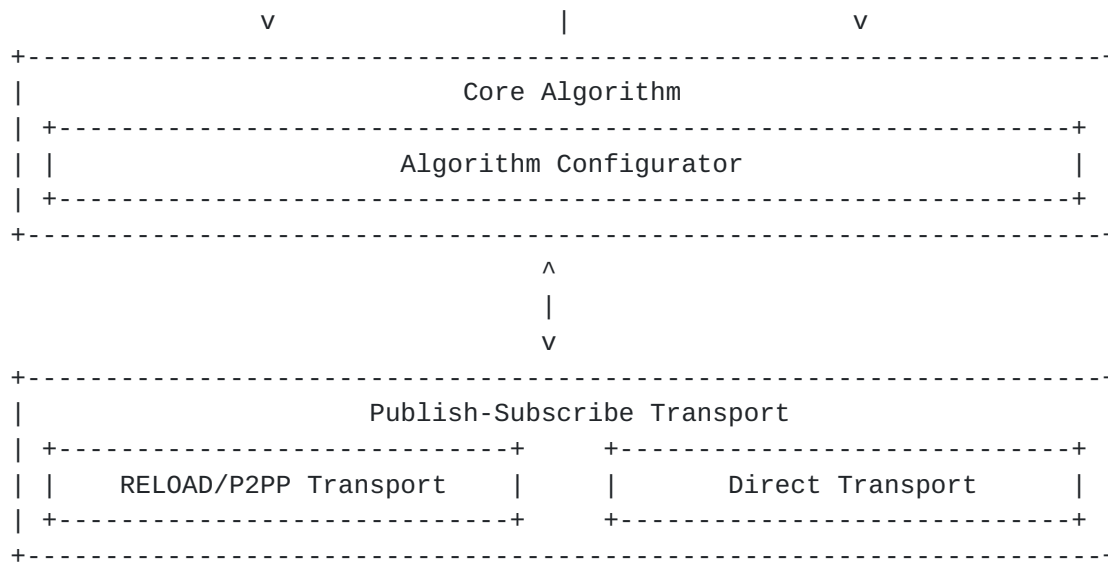 v | v
+---------------------------------------------------------------------+
| Core Algorithm
| +------------------------------------------------------------------+
| | Algorithm Configurator |
| +------------------------------------------------------------------+
+---------------------------------------------------------------------+
^
|
v
+---------------------------------------------------------------------+
| Publish-Subscribe Transport
| +-----------------------------+ +-----------------------------+
| | RELOAD/P2PP Transport | | Direct Transport |
| +-----------------------------+ +-----------------------------+
+---------------------------------------------------------------------+